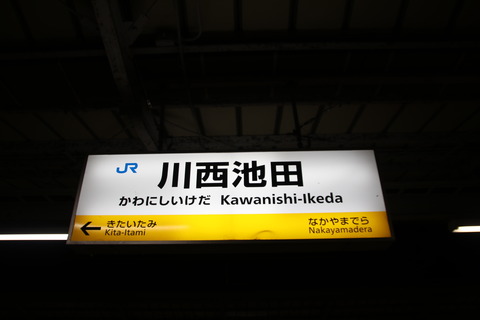 JR 川西池田
かわにしいけだ Kawanishi-Ikeda
← きたいたみ なかやまでら
Kita-Itami Nakayamadera